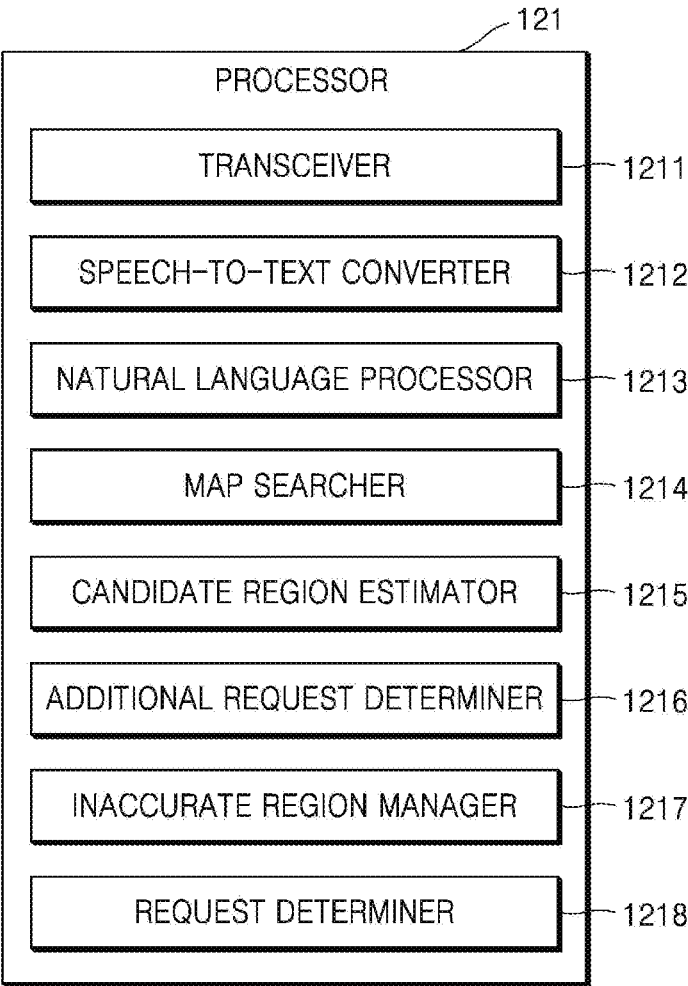 121
PROCESSOR
TRANSCEIVER 1211
SPEECH-TO-TEXT CONVERTER 1212
NATURAL LANGUAGE PROCESSOR 1213
MAP SEARCHER 1214
CANDIDATE REGION ESTIMATOR 1215
ADDITIONAL REQUEST DETERMINER 1216
INACCURATE REGION MANAGER 1217
REQUEST DETERMINER 1218